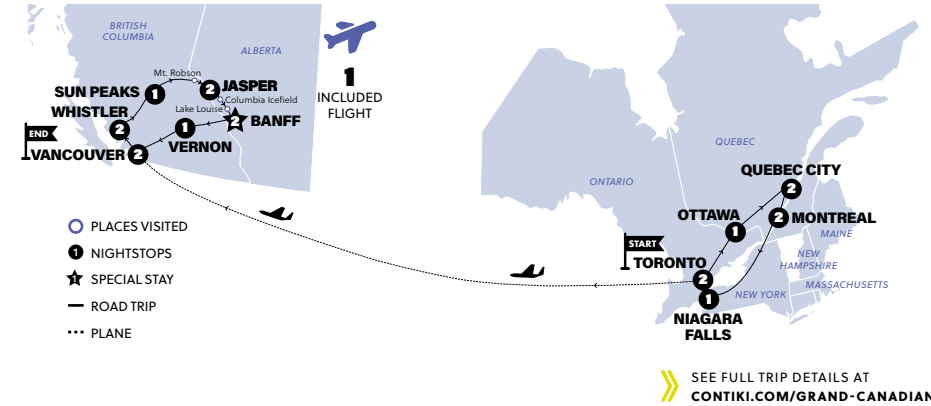 BRITISH
COLUMBIA
ALBERTA
Mt. Robson
SUN PEAKS
1
2
JASPER
Columbia Icefield
Lake Louise
WHISTLER
2
1
2
BANFF
END
VANCOUVER
2
VERNON
1
INCLUDED
FLIGHT
PLACES VISITED
1 NIGHTSTOPS
1 SPECIAL STAY
ROAD TRIP
PLANE
QUEBEC
ONTARIO
QUEBEC CITY
2
OTTAWA
1
2
MONTREAL
MAINE
START
TORONTO
2
NEW
HAMPSHIRE
MASSACHUSETTS
NEW YORK
1
NIAGARA
FALLS
SEE FULL TRIP DETAILS AT
CONTIKI.COM/GRAND-CANADIAN